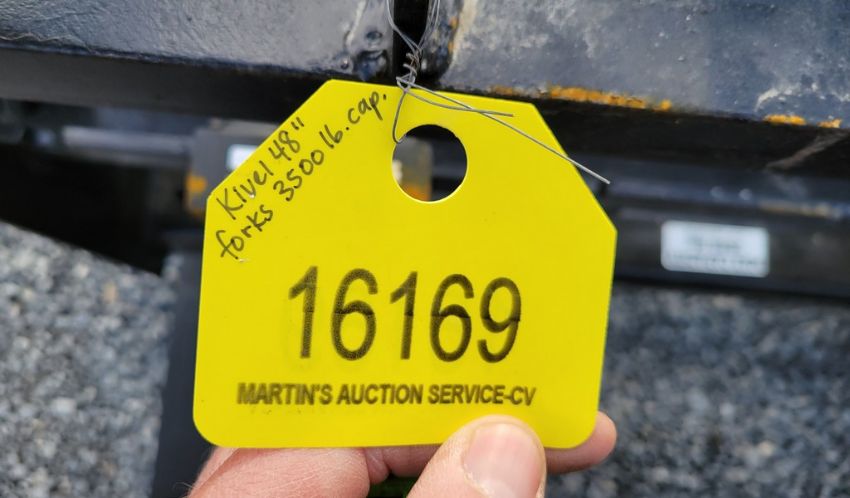 Kivel 48"
forks 3500 lb. cap.
16169
MARTIN'S AUCTION SERVICE-CV